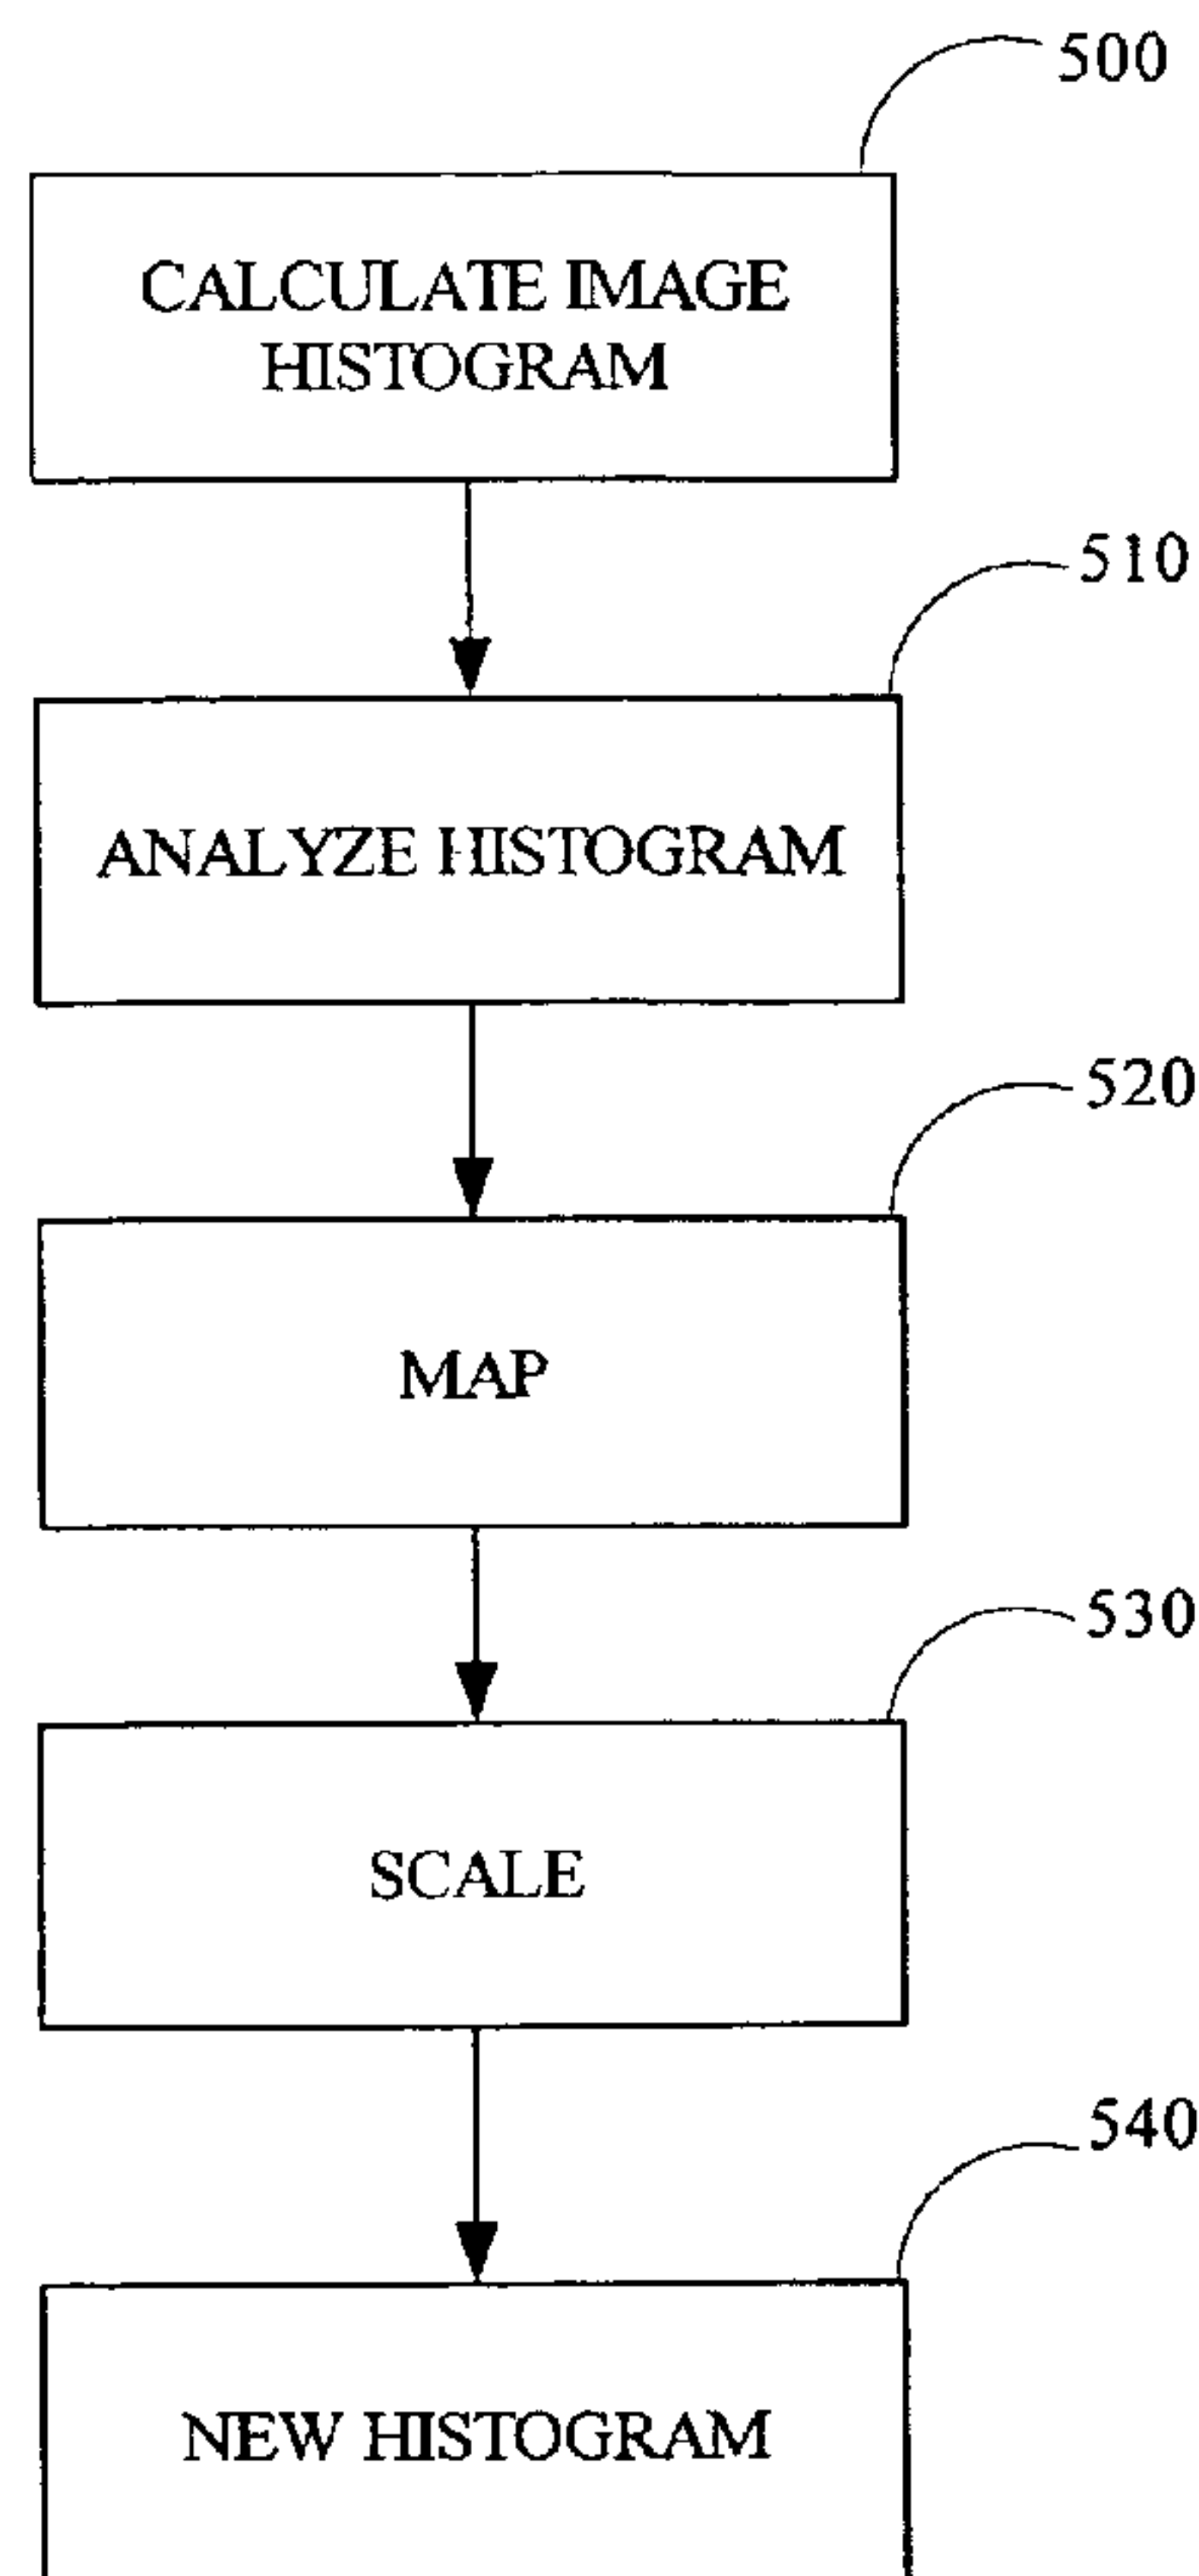 500
CALCULATE IMAGE
HISTOGRAM
510
ANALYZE HISTOGRAM
520
MAP
530
SCALE
540
NEW HISTOGRAM